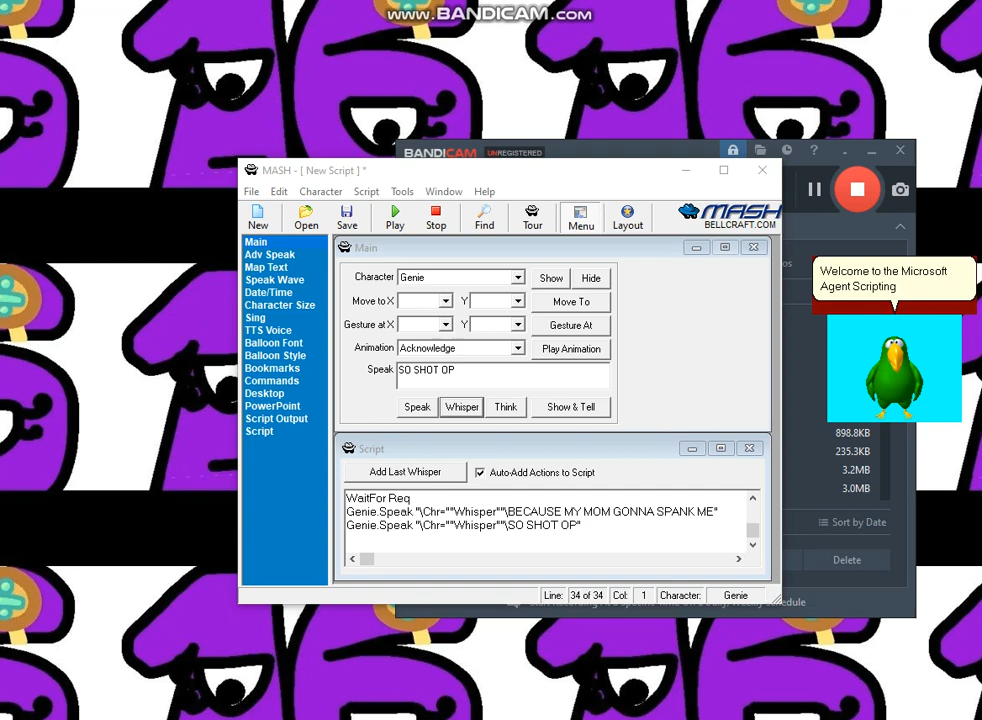 www.BANDICAM.com
BANDICAM UNREGISTERED
MASH - [ New Script ] *
File Edit Character Script Tools Window Help
New Open Save Play Stop Find Tour Menu Layout
MASH
BELLCRAFT.COM
Main
Adv Speak
Map Text
Speak Wave
Date/Time
Character Size
Sing
TTS Voice
Balloon Font
Balloon Style
Bookmarks
Commands
Desktop
PowerPoint
Script Output
Script
Main
Character Genie Show Hide
Move to X Y Move To
Gesture at X Y Gesture At
Animation Acknowledge Play Animation
Speak SO SHOT OP
Speak Whisper Think Show & Tell
Script
Add Last Whisper Auto-Add Actions to Script
WaitFor Req
Genie.Speak "\Chr=""Whisper""\BECAUSE MY MOM GONNA SPANK ME"
Genie.Speak "\Chr=""Whisper""\SO SHOT OP"
Line: 34 of 34 Col: 1 Character: Genie
Welcome to the Microsoft
Agent Scripting
898.8KB
235.3KB
3.2MB
3.0MB
Sort by Date
Delete